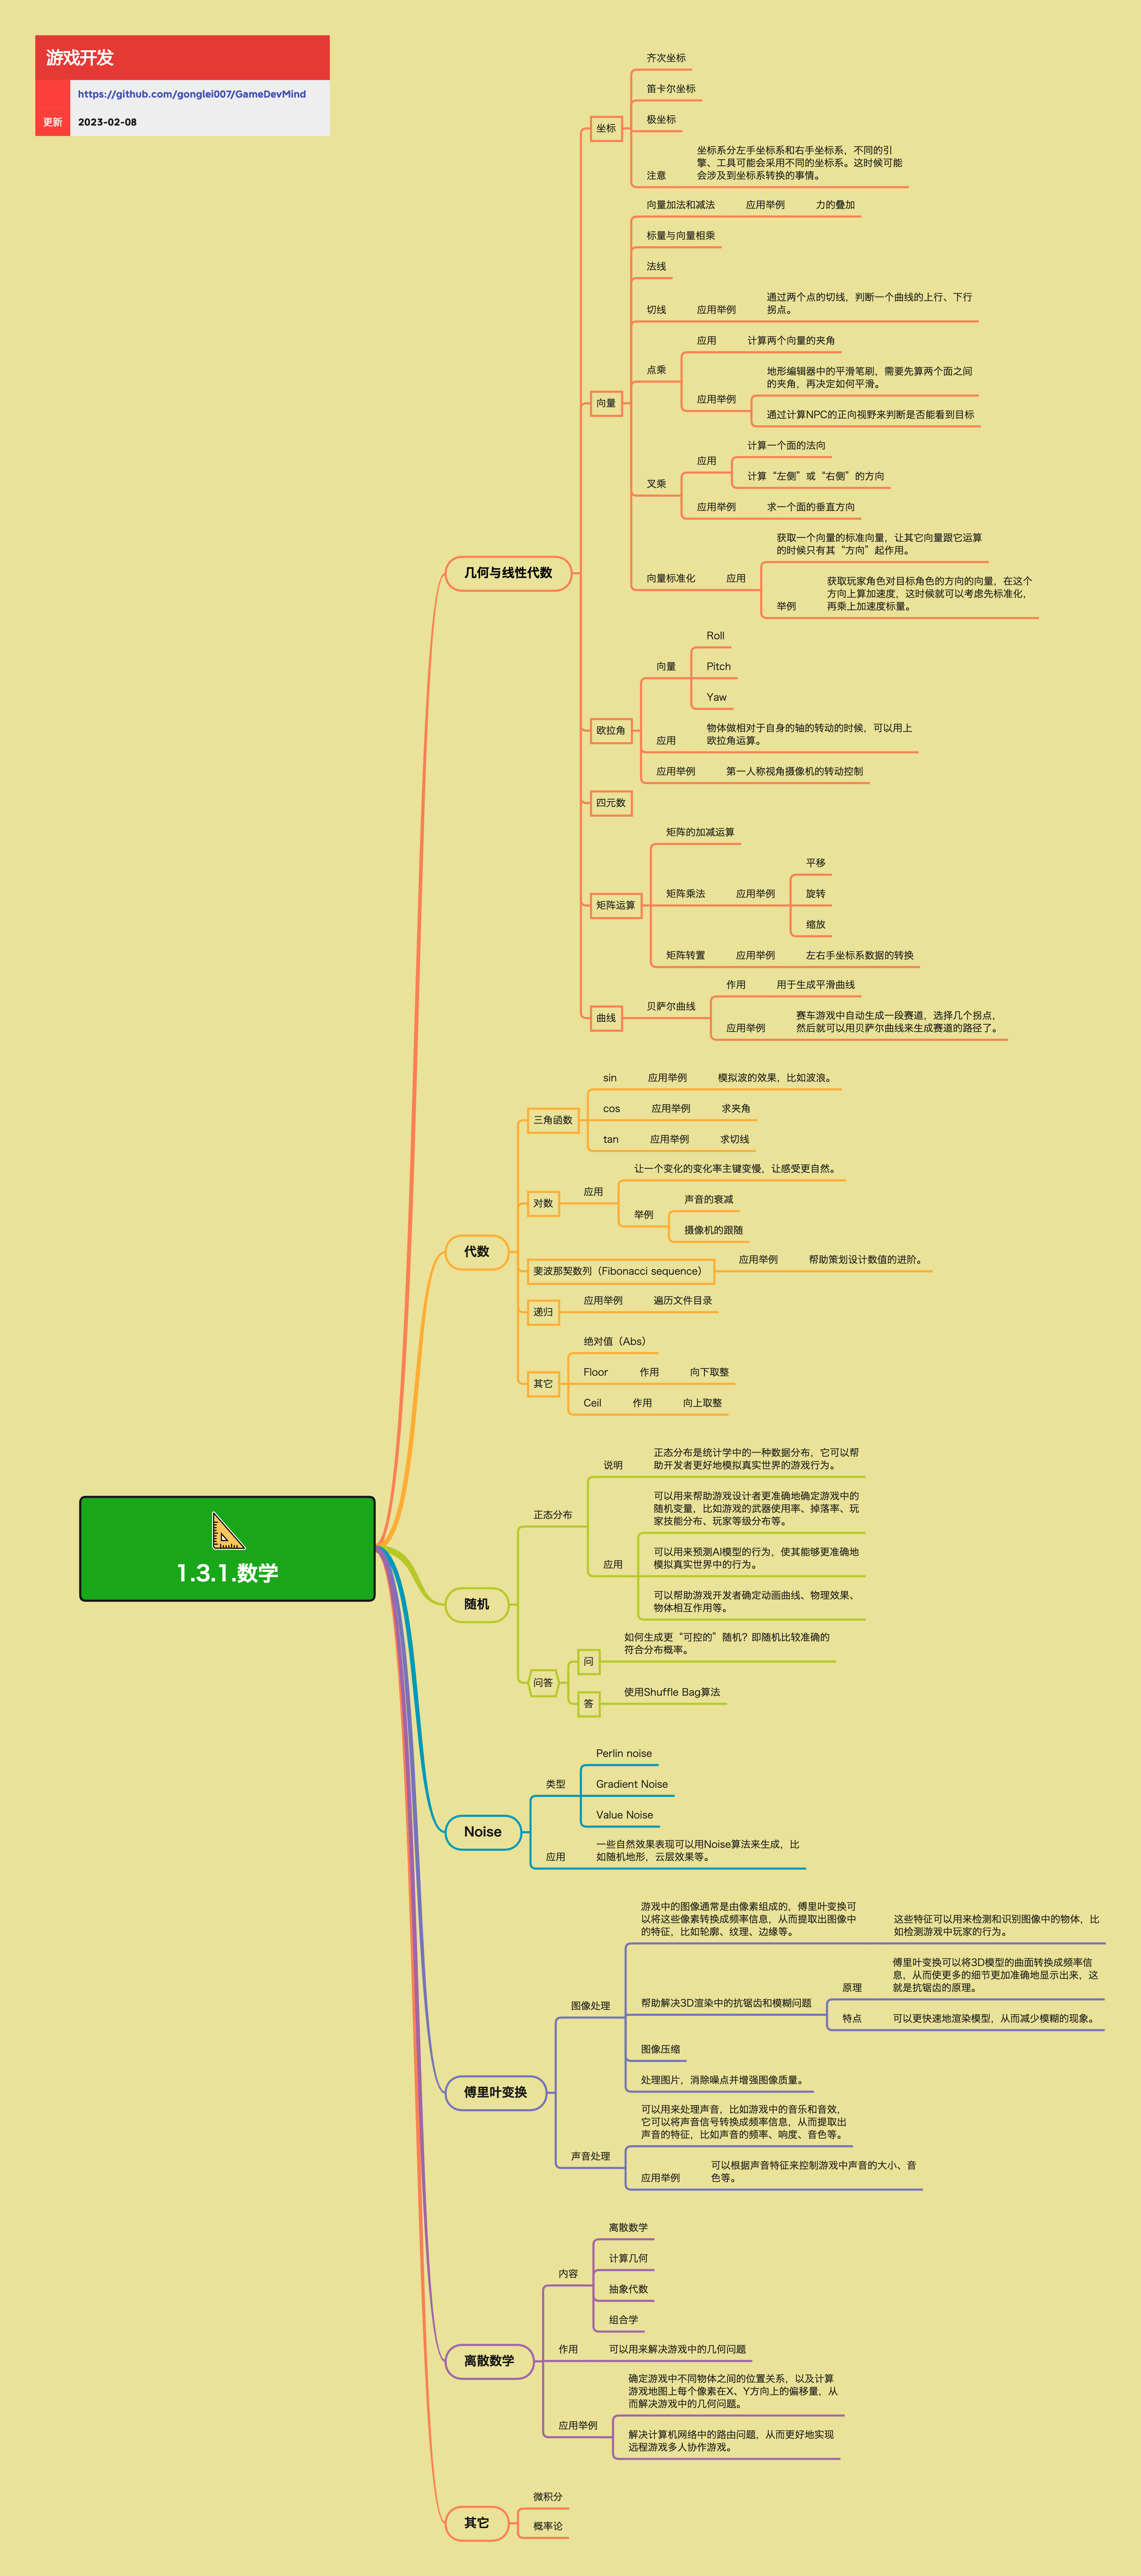 游戏开发
https://github.com/gonglei007/GameDevMind
更新
2023-02-08
1.3.1.数学
几何与线性代数
坐标
齐次坐标
笛卡尔坐标
极坐标
注意
坐标系分左手坐标系和右手坐标系，不同的引
擎、工具可能会采用不同的坐标系。这时候可能
会涉及到坐标系转换的事情。
向量
向量加法和减法
应用举例
力的叠加
标量与向量相乘
法线
切线
应用举例
通过两个点的切线，判断一个曲线的上行、下行
拐点。
点乘
应用
计算两个向量的夹角
应用举例
地形编辑器中的平滑笔刷，需要先算两个面之间
的夹角，再决定如何平滑。
通过计算NPC的正向视野来判断是否能看到目标
叉乘
应用
计算一个面的法向
计算“左侧”或“右侧”的方向
应用举例
求一个面的垂直方向
向量标准化
应用
获取一个向量的标准向量，让其它向量跟它运算
的时候只有其“方向”起作用。
举例
获取玩家角色对目标角色的方向的向量，在这个
方向上算加速度，这时候就可以考虑先标准化，
再乘上加速度标量。
欧拉角
向量
Roll
Pitch
Yaw
应用
物体做相对于自身的轴的转动的时候，可以用上
欧拉角运算。
应用举例
第一人称视角摄像机的转动控制
四元数
矩阵运算
矩阵的加减运算
矩阵乘法
应用举例
平移
旋转
缩放
矩阵转置
应用举例
左右手坐标系数据的转换
曲线
贝萨尔曲线
作用
用于生成平滑曲线
应用举例
赛车游戏中自动生成一段赛道，选择几个拐点，
然后就可以用贝萨尔曲线来生成赛道的路径了。
代数
三角函数
sin
应用举例
模拟波的效果，比如波浪。
cos
应用举例
求夹角
tan
应用举例
求切线
对数
应用
让一个变化的变化率主键变慢，让感受更自然。
举例
声音的衰减
摄像机的跟随
斐波那契数列（Fibonacci sequence）
应用举例
帮助策划设计数值的进阶。
递归
应用举例
遍历文件目录
其它
绝对值（Abs）
Floor
作用
向下取整
Ceil
作用
向上取整
随机
正态分布
说明
正态分布是统计学中的一种数据分布，它可以帮
助开发者更好地模拟真实世界的游戏行为。
应用
可以用来帮助游戏设计者更准确地确定游戏中的
随机变量，比如游戏的武器使用率、掉落率、玩
家技能分布、玩家等级分布等。
可以用来预测AI模型的行为，使其能够更准确地
模拟真实世界中的行为。
可以帮助游戏开发者确定动画曲线、物理效果、
物体相互作用等。
问答
问
如何生成更“可控的”随机？即随机比较准确的
符合分布概率。
答
使用Shuffle Bag算法
Noise
类型
Perlin noise
Gradient Noise
Value Noise
应用
一些自然效果表现可以用Noise算法来生成，比
如随机地形，云层效果等。
傅里叶变换
图像处理
游戏中的图像通常是由像素组成的，傅里叶变换可
以将这些像素转换成频率信息，从而提取出图像中
的特征，比如轮廓、纹理、边缘等。
这些特征可以用来检测和识别图像中的物体，比
如检测游戏中玩家的行为。
帮助解决3D渲染中的抗锯齿和模糊问题
原理
傅里叶变换可以将3D模型的曲面转换成频率信
息，从而使更多的细节更加准确地显示出来，这
就是抗锯齿的原理。
特点
可以更快速地渲染模型，从而减少模糊的现象。
图像压缩
处理图片，消除噪点并增强图像质量。
声音处理
可以用来处理声音，比如游戏中的音乐和音效，
它可以将声音信号转换成频率信息，从而提取出
声音的特征，比如声音的频率、响度、音色等。
应用举例
可以根据声音特征来控制游戏中声音的大小、音
色等。
离散数学
内容
离散数学
计算几何
抽象代数
组合学
作用
可以用来解决游戏中的几何问题
应用举例
确定游戏中不同物体之间的位置关系，以及计算
游戏地图上每个像素在X、Y方向上的偏移量，从
而解决游戏中的几何问题。
解决计算机网络中的路由问题，从而更好地实现
远程游戏多人协作游戏。
其它
微积分
概率论